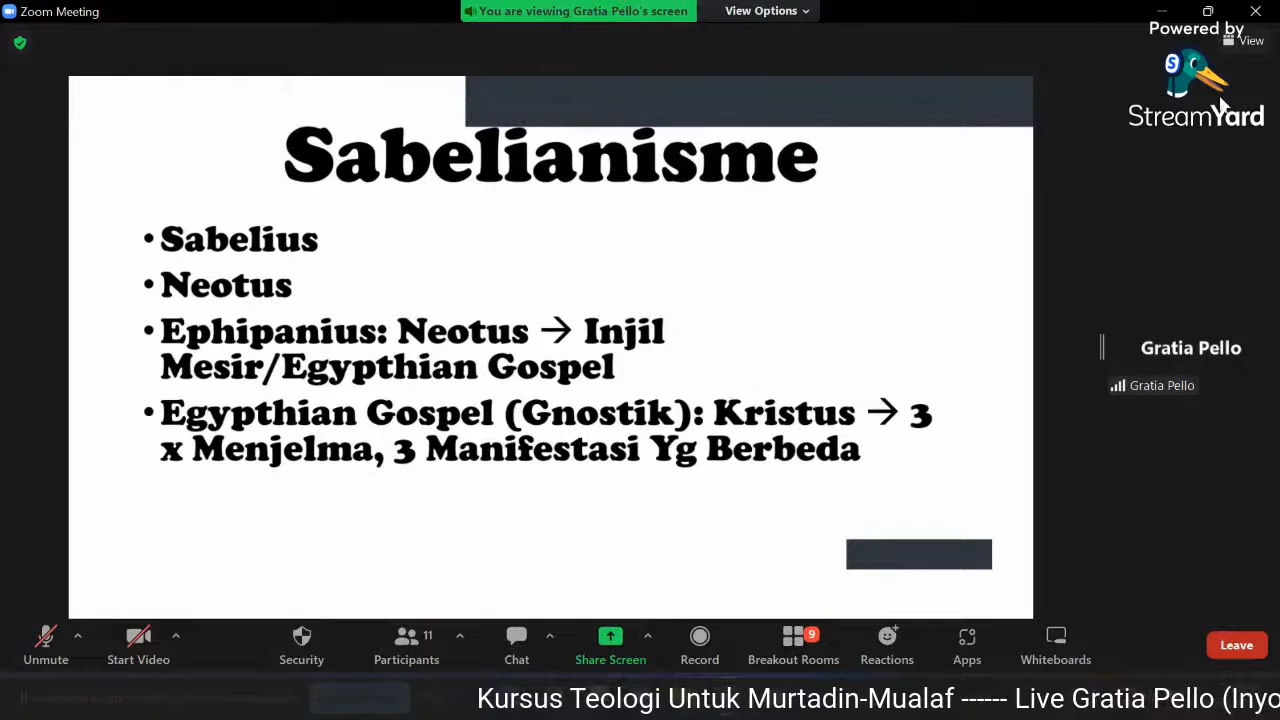 Zoom Meeting
You are viewing Gratia Pello's screen
View Options
Powered by
View
StreamYard
Sabelianisme
• Sabelius
• Neotus
• Ephipanius: Neotus → Injil
Mesir/Egypthian Gospel
• Egypthian Gospel (Gnostik): Kristus → 3
x Menjelma, 3 Manifestasi Yg Berbeda
Gratia Pello
Gratia Pello
Unmute
Start Video
Security
Participants
11
Chat
Share Screen
Record
Breakout Rooms
9
Reactions
Apps
Whiteboards
Leave
Kursus Teologi Untuk Murtadin-Mualaf ------ Live Gratia Pello (Inyo